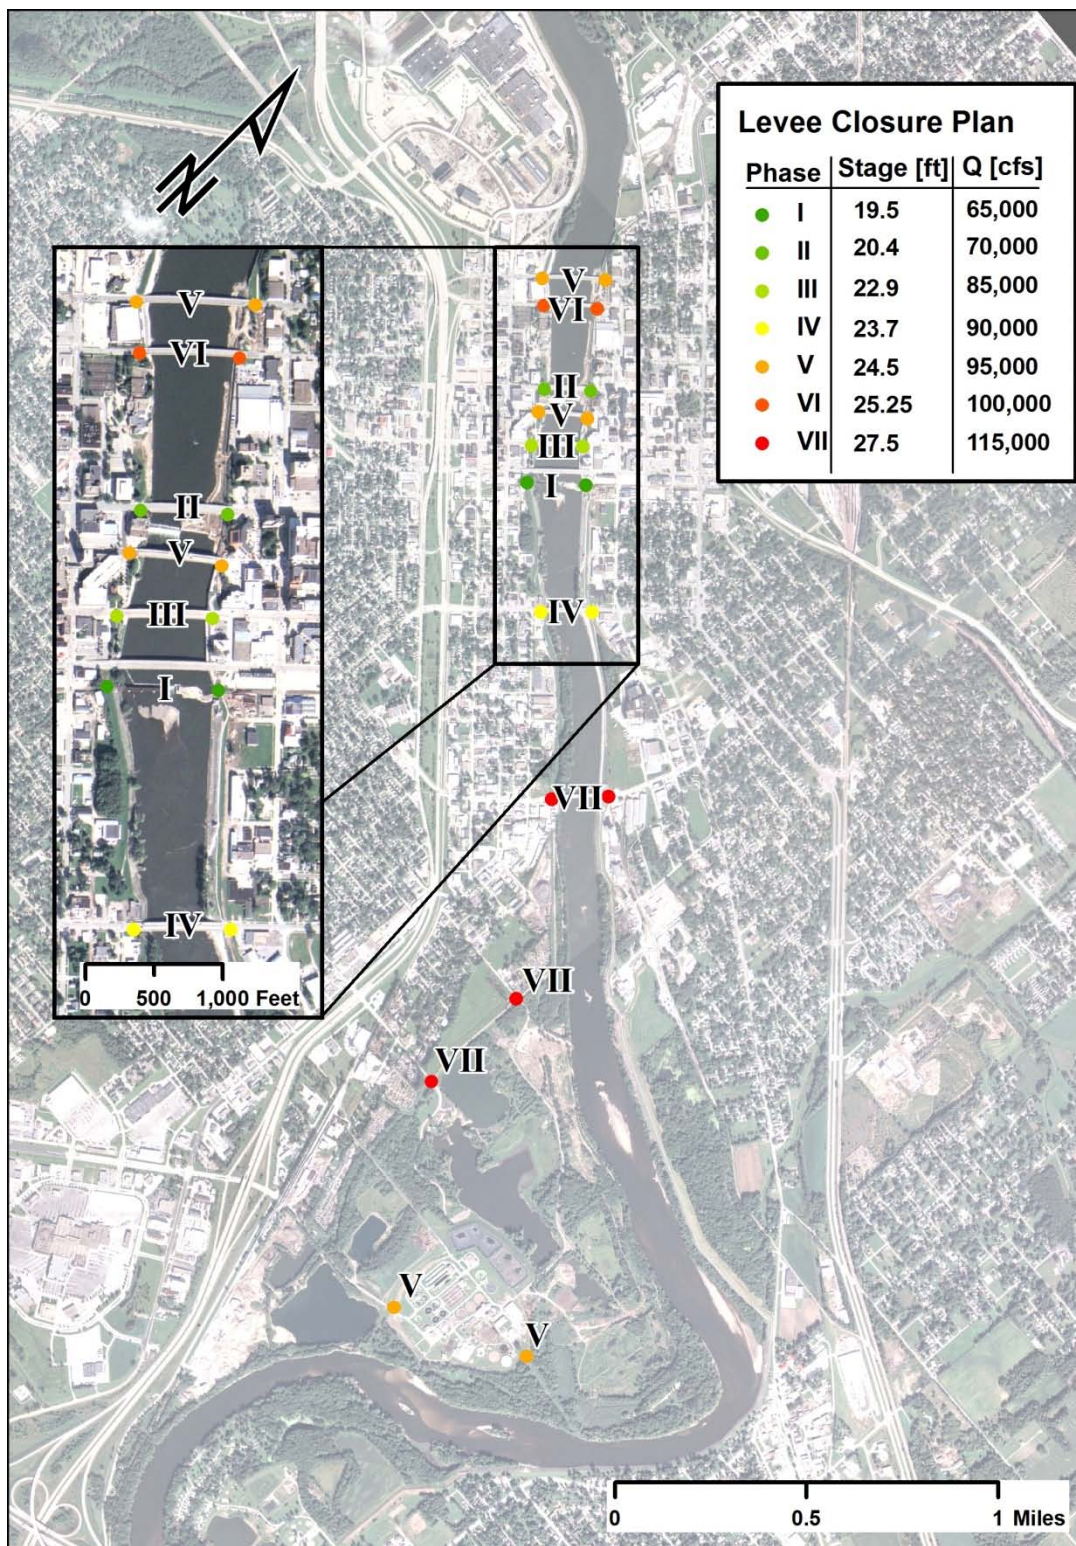 N
Levee Closure Plan
Phase Stage [ft] Q [cfs]
I 19.5 65,000
II 20.4 70,000
III 22.9 85,000
IV 23.7 90,000
V 24.5 95,000
VI 25.25 100,000
VII 27.5 115,000
V
VI
II
V
III
I
IV
0 500 1,000 Feet
V
VI
II
V
III
I
IV
VII
VII
VII
V
V
0 0.5 1 Miles